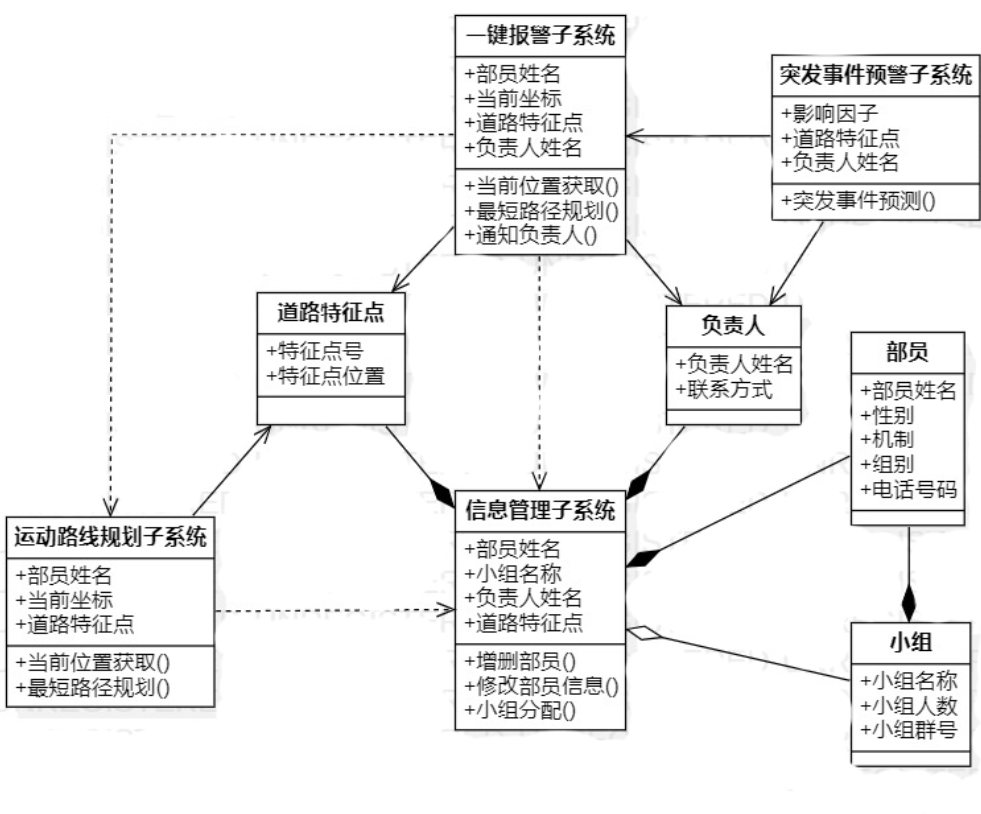 一键报警子系统
+部员姓名
+当前坐标
+道路特征点
+负责人姓名
+当前位置获取()
+最短路径规划()
+通知负责人()
突发事件预警子系统
+影响因子
+道路特征点
+负责人姓名
+突发事件预测()
道路特征点
+特征点号
+特征点位置
负责人
+负责人姓名
+联系方式
部员
+部员姓名
+性别
+机制
+组别
+电话号码
运动路线规划子系统
+部员姓名
+当前坐标
+道路特征点
+当前位置获取()
+最短路径规划()
信息管理子系统
+部员姓名
+小组名称
+负责人姓名
+道路特征点
+增删部员()
+修改部员信息()
+小组分配()
小组
+小组名称
+小组人数
+小组群号